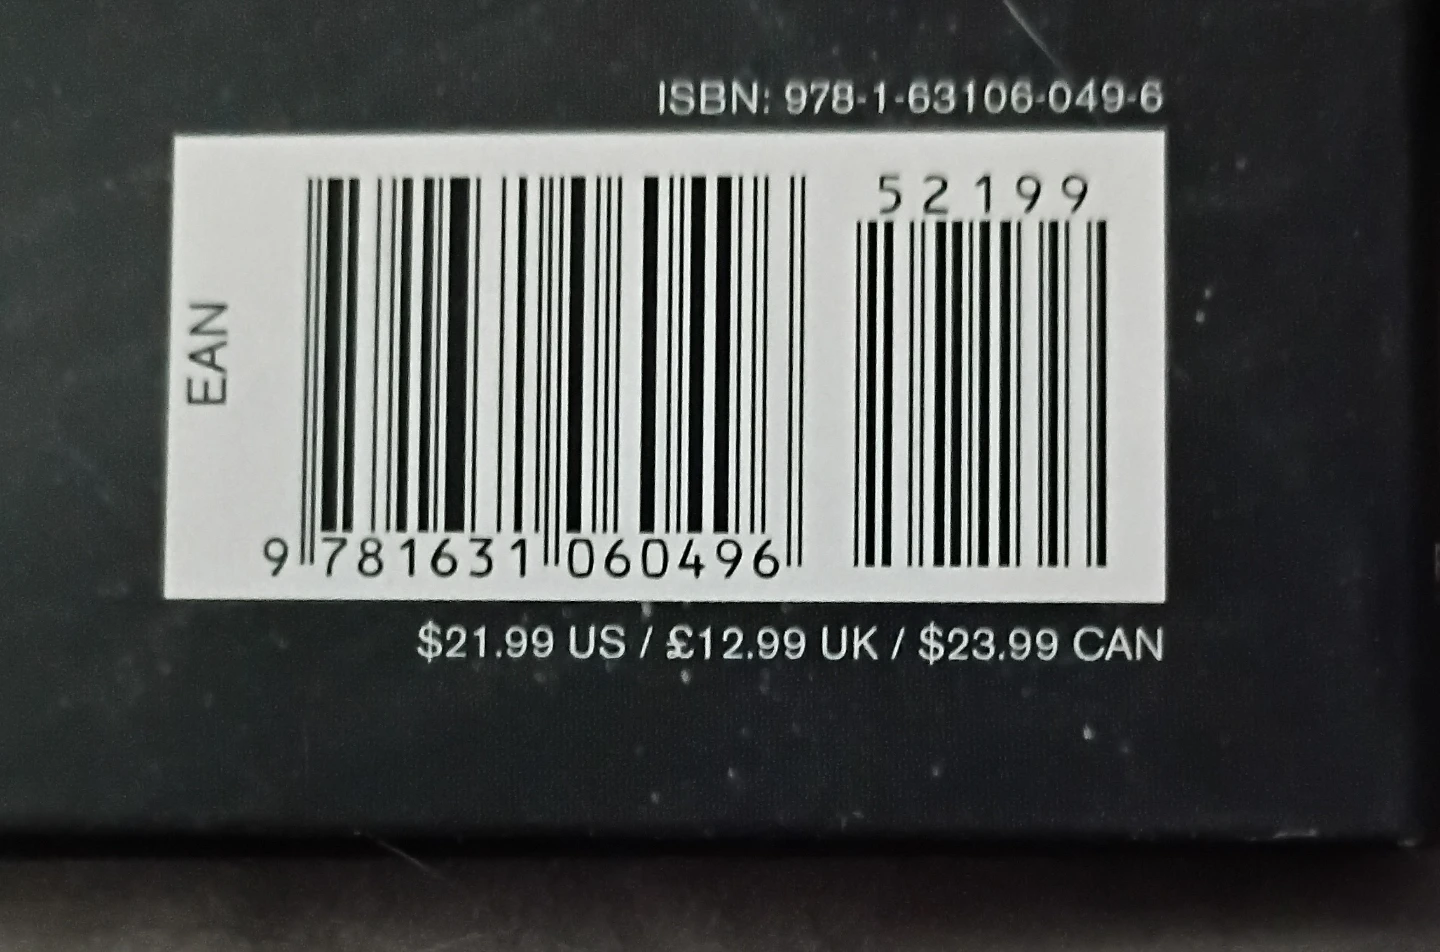 ISBN: 978-1-63106-049-6
52199
EAN
9 781631 060496
$21.99 US / £12.99 UK / $23.99 CAN